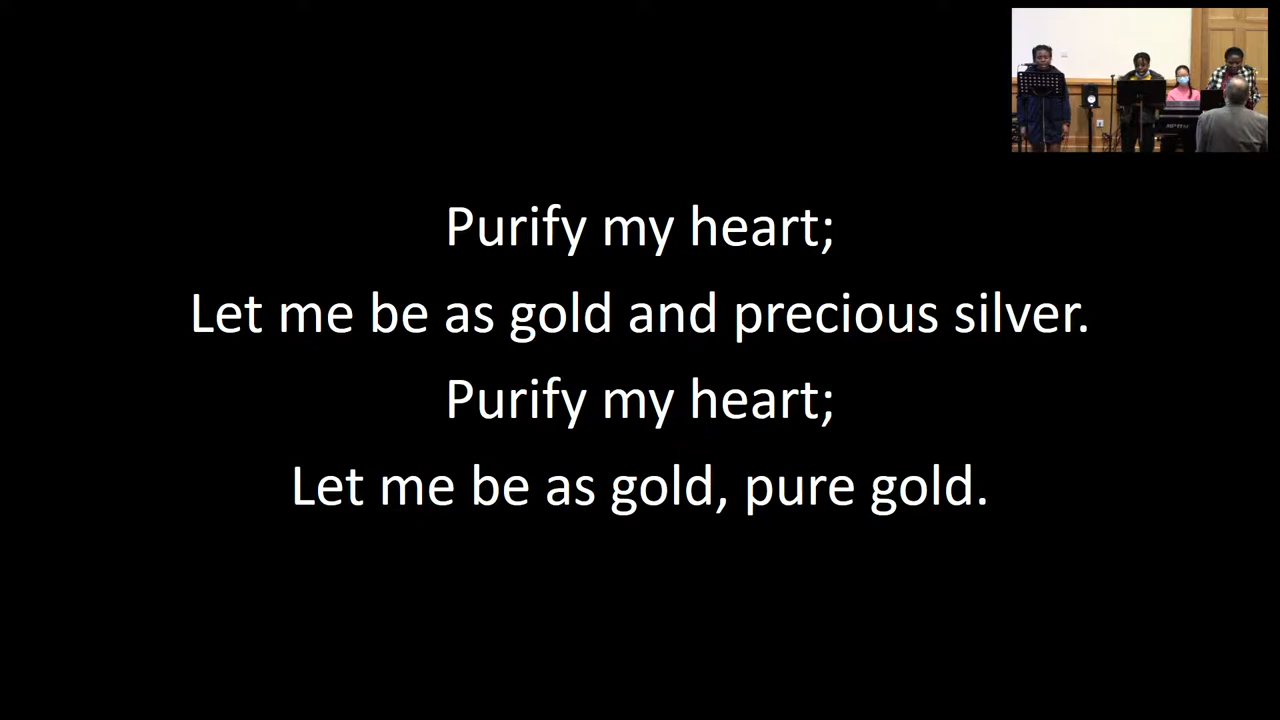 Purify my heart;
Let me be as gold and precious silver.
Purify my heart;
Let me be as gold, pure gold.